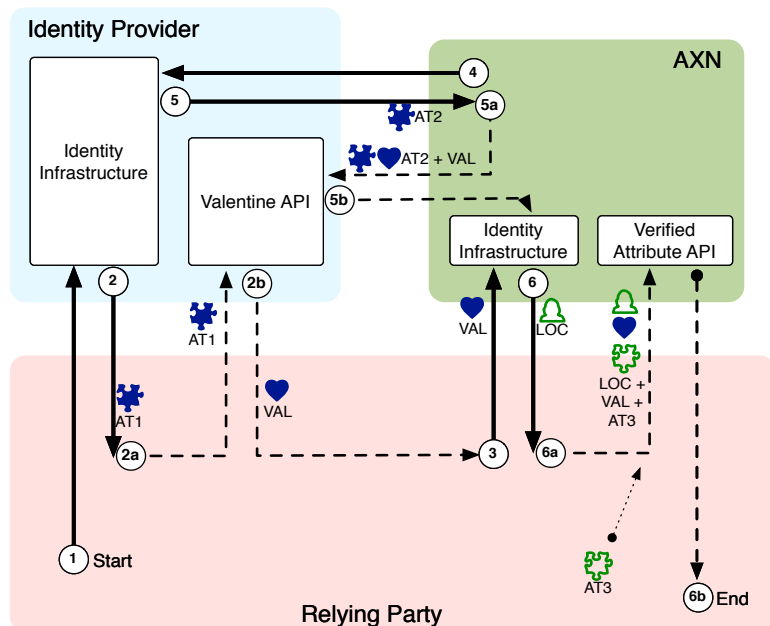 Identity Provider
AXN
4
5
5a
AT2
Identity
Infrastructure
Valentine API
AT2 + VAL
5b
Identity
Infrastructure
Verified
Attribute API
2
2b
6
VAL
LOC
AT1
LOC +
VAL +
AT3
AT1
VAL
2a
3
6a
1
Start
AT3
6b
End
Relying Party